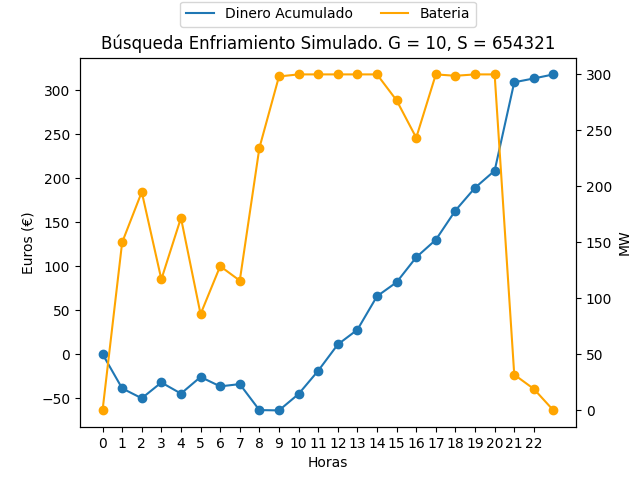 Dinero Acumulado Bateria
Búsqueda Enfriamiento Simulado. G = 10, S = 654321
Euros (€)
300
250
200
150
100
50
0
−50
300
250
200
150
100
50
0
MW
0 1 2 3 4 5 6 7 8 9 10 11 12 13 14 15 16 17 18 19 20 21 22
Horas